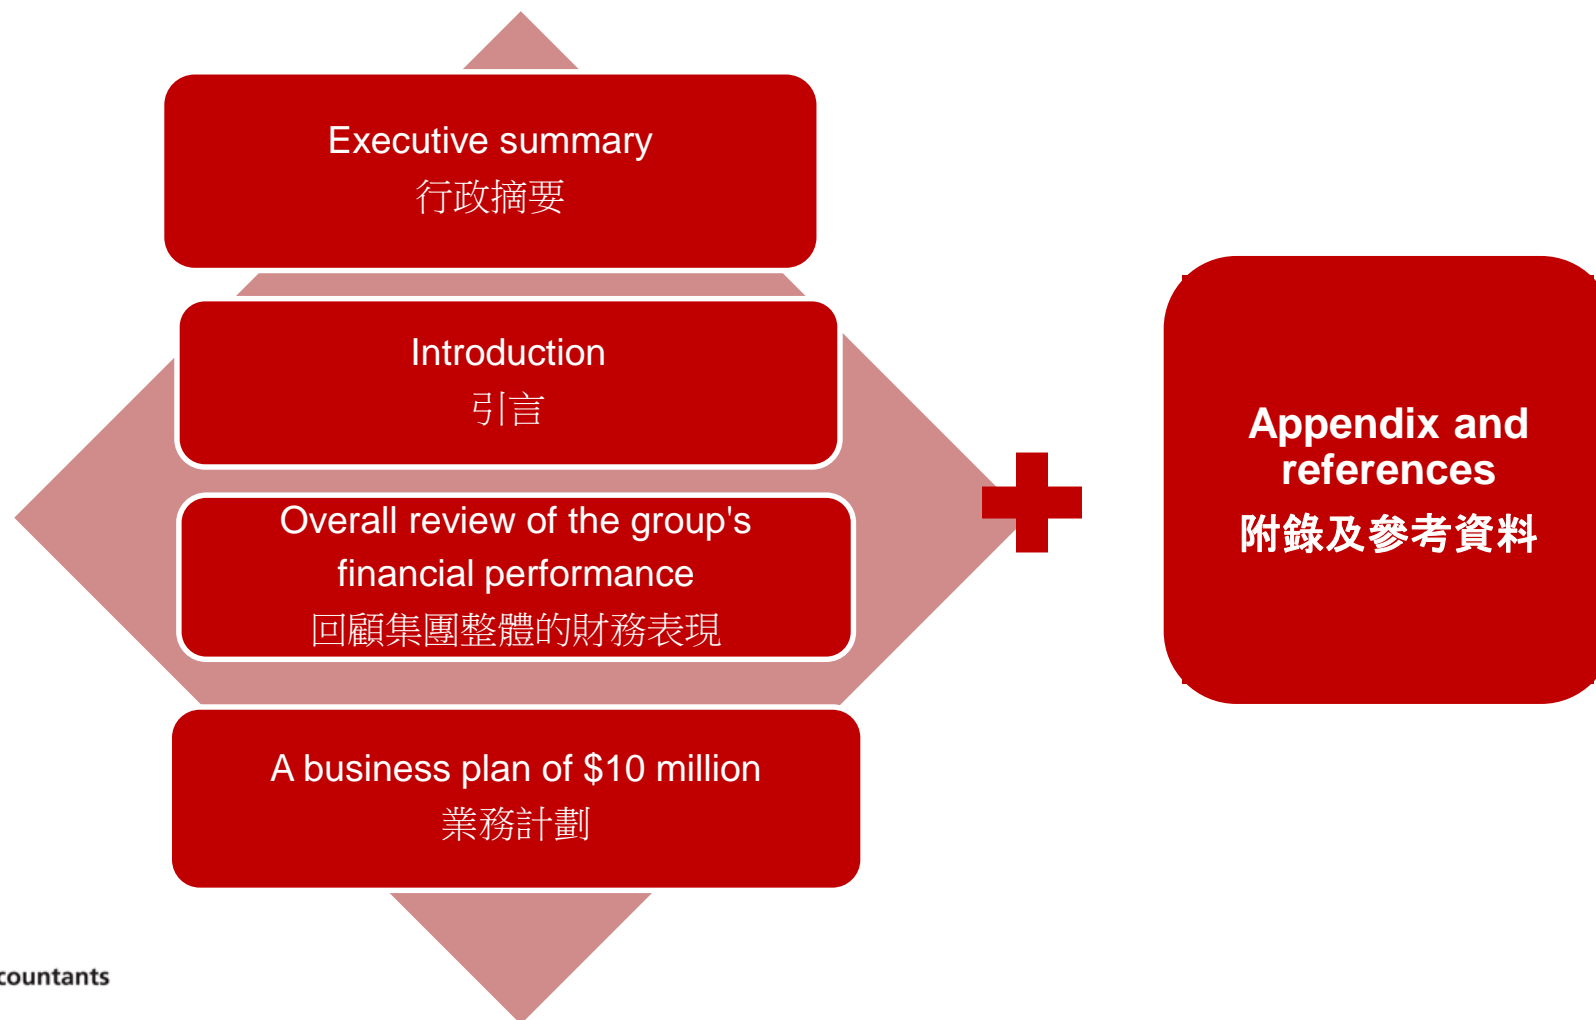 Executive summary
行政摘要
Introduction
引言
Overall review of the group's
financial performance
回顧集團整體的財務表現
A business plan of $10 million
業務計劃
Appendix and
references
附錄及參考資料
countants